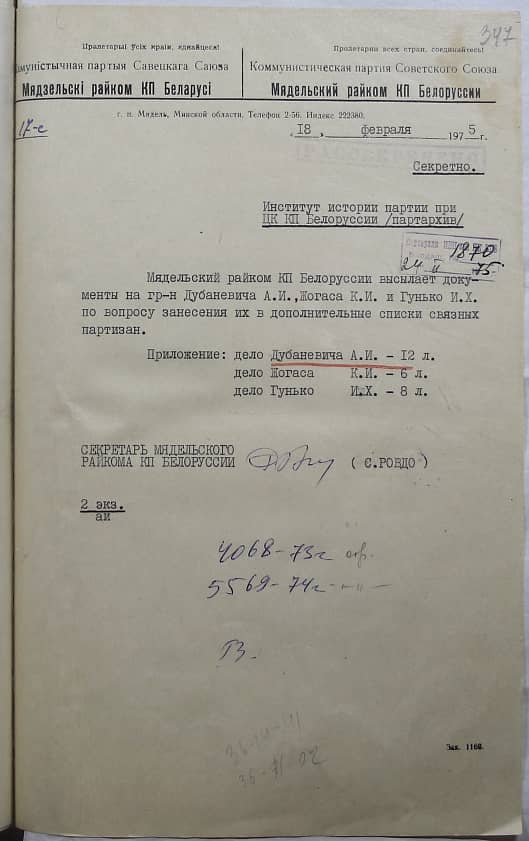 347
Пралетарыі ўсіх краін, яднайцеся!
Пролетарии всех стран, соединяйтесь!
Комуністычная партыя Савецкага Саюза
Коммунистическая партия Советского Союза
Мядзельскі райком КП Беларусі
Мядельский райком КП Белоруссии
г. п. Мядель, Минской области. Телефон 2-56. Индекс 222380.
17-с
„ 18 „ февраля 1975 г.
Секретно.
Институт истории партии при
ЦК КП Белоруссии /партархив/
1870
24 II 75
Мядельский райком КП Белоруссии высылает доку-
менты на гр-н Дубаневича А.И.,Жогаса К.И. и Гунько И.Х.
по вопросу занесения их в дополнительные списки связных
партизан.
Приложение: дело Дубаневича А.И. - 12 л.
дело Жогаса К.И. - 6 л.
дело Гунько И.Х. - 8 л.
СЕКРЕТАРЬ МЯДЕЛЬСКОГО
РАЙКОМА КП БЕЛОРУССИИ ( С.РОВДО )
2 экз.
аи
4068-73г
5569-74г -"-
Зак. 1168.